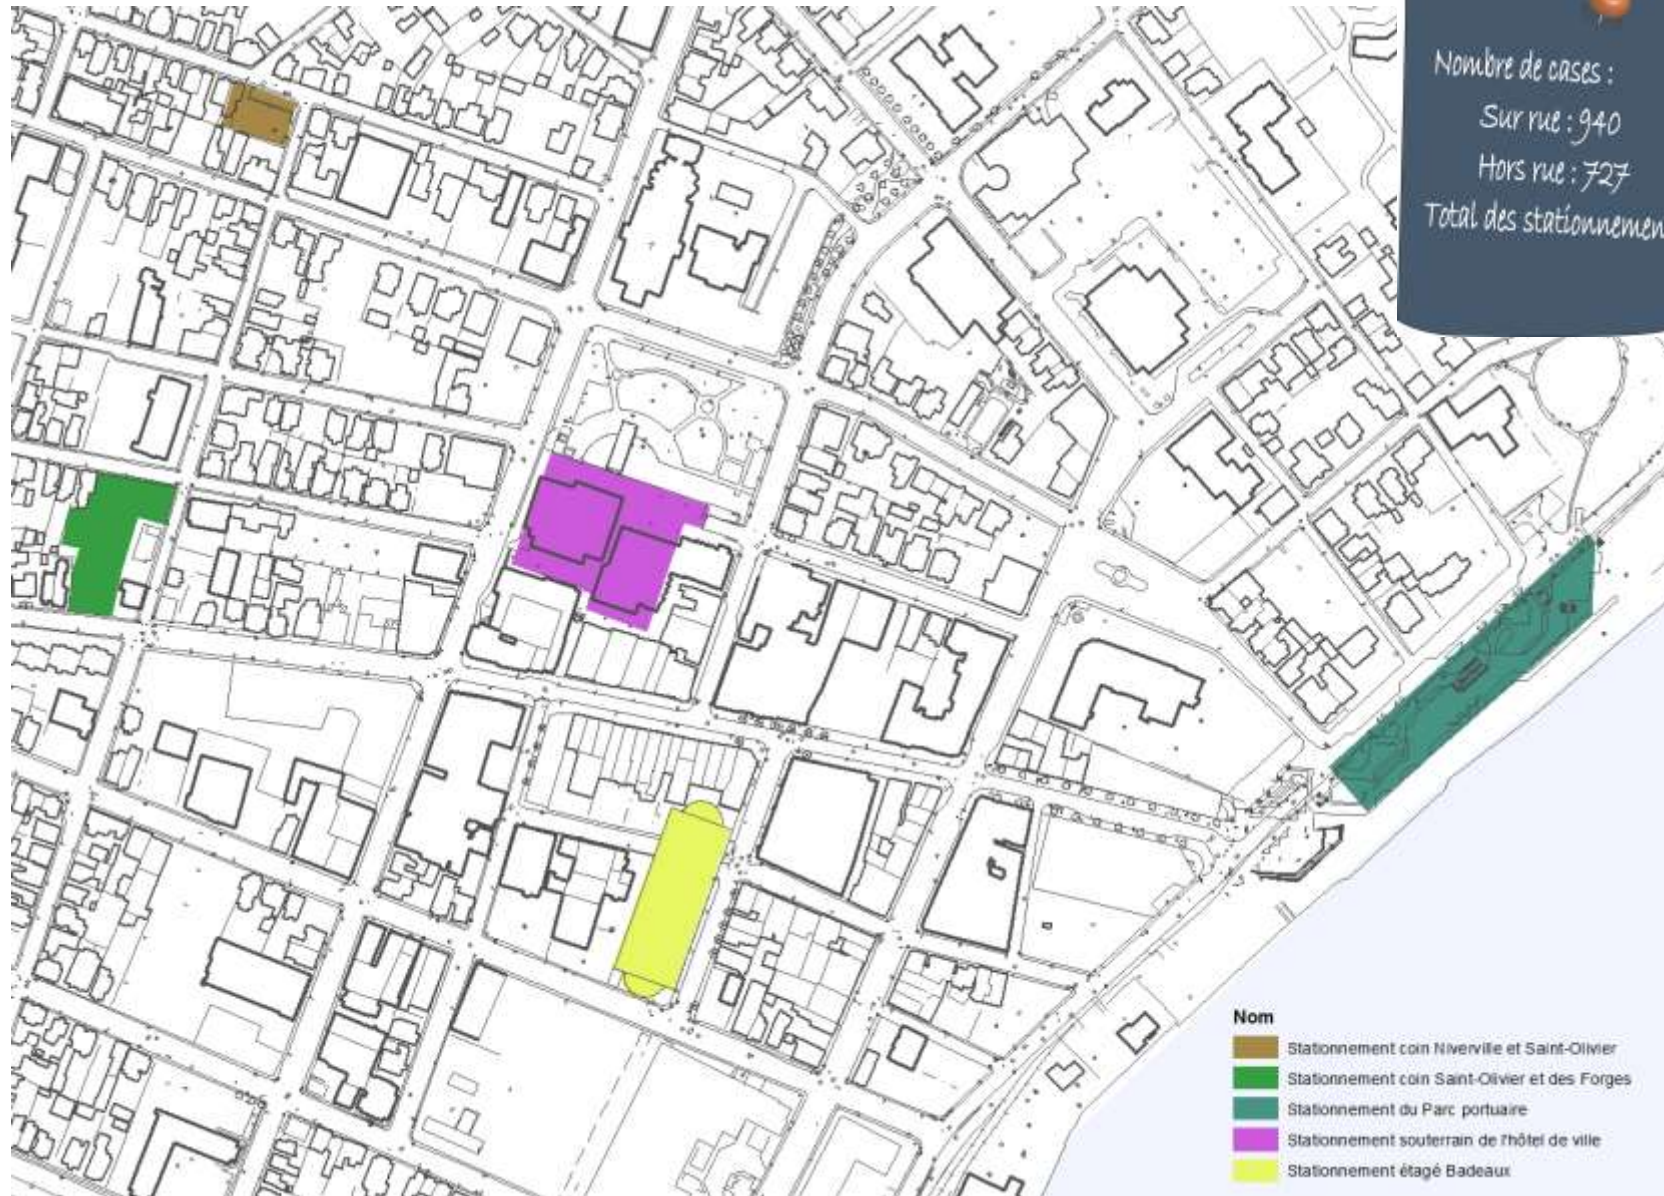 Nombre de cases :
Sur rue : 940
Hors rue : 727
Total des stationnemen
Nom
Stationnement coin Niverville et Saint-Olivier
Stationnement coin Saint-Olivier et des Forges
Stationnement du Parc portuaire
Stationnement souterrain de l'hôtel de ville
Stationnement étagé Badeaux